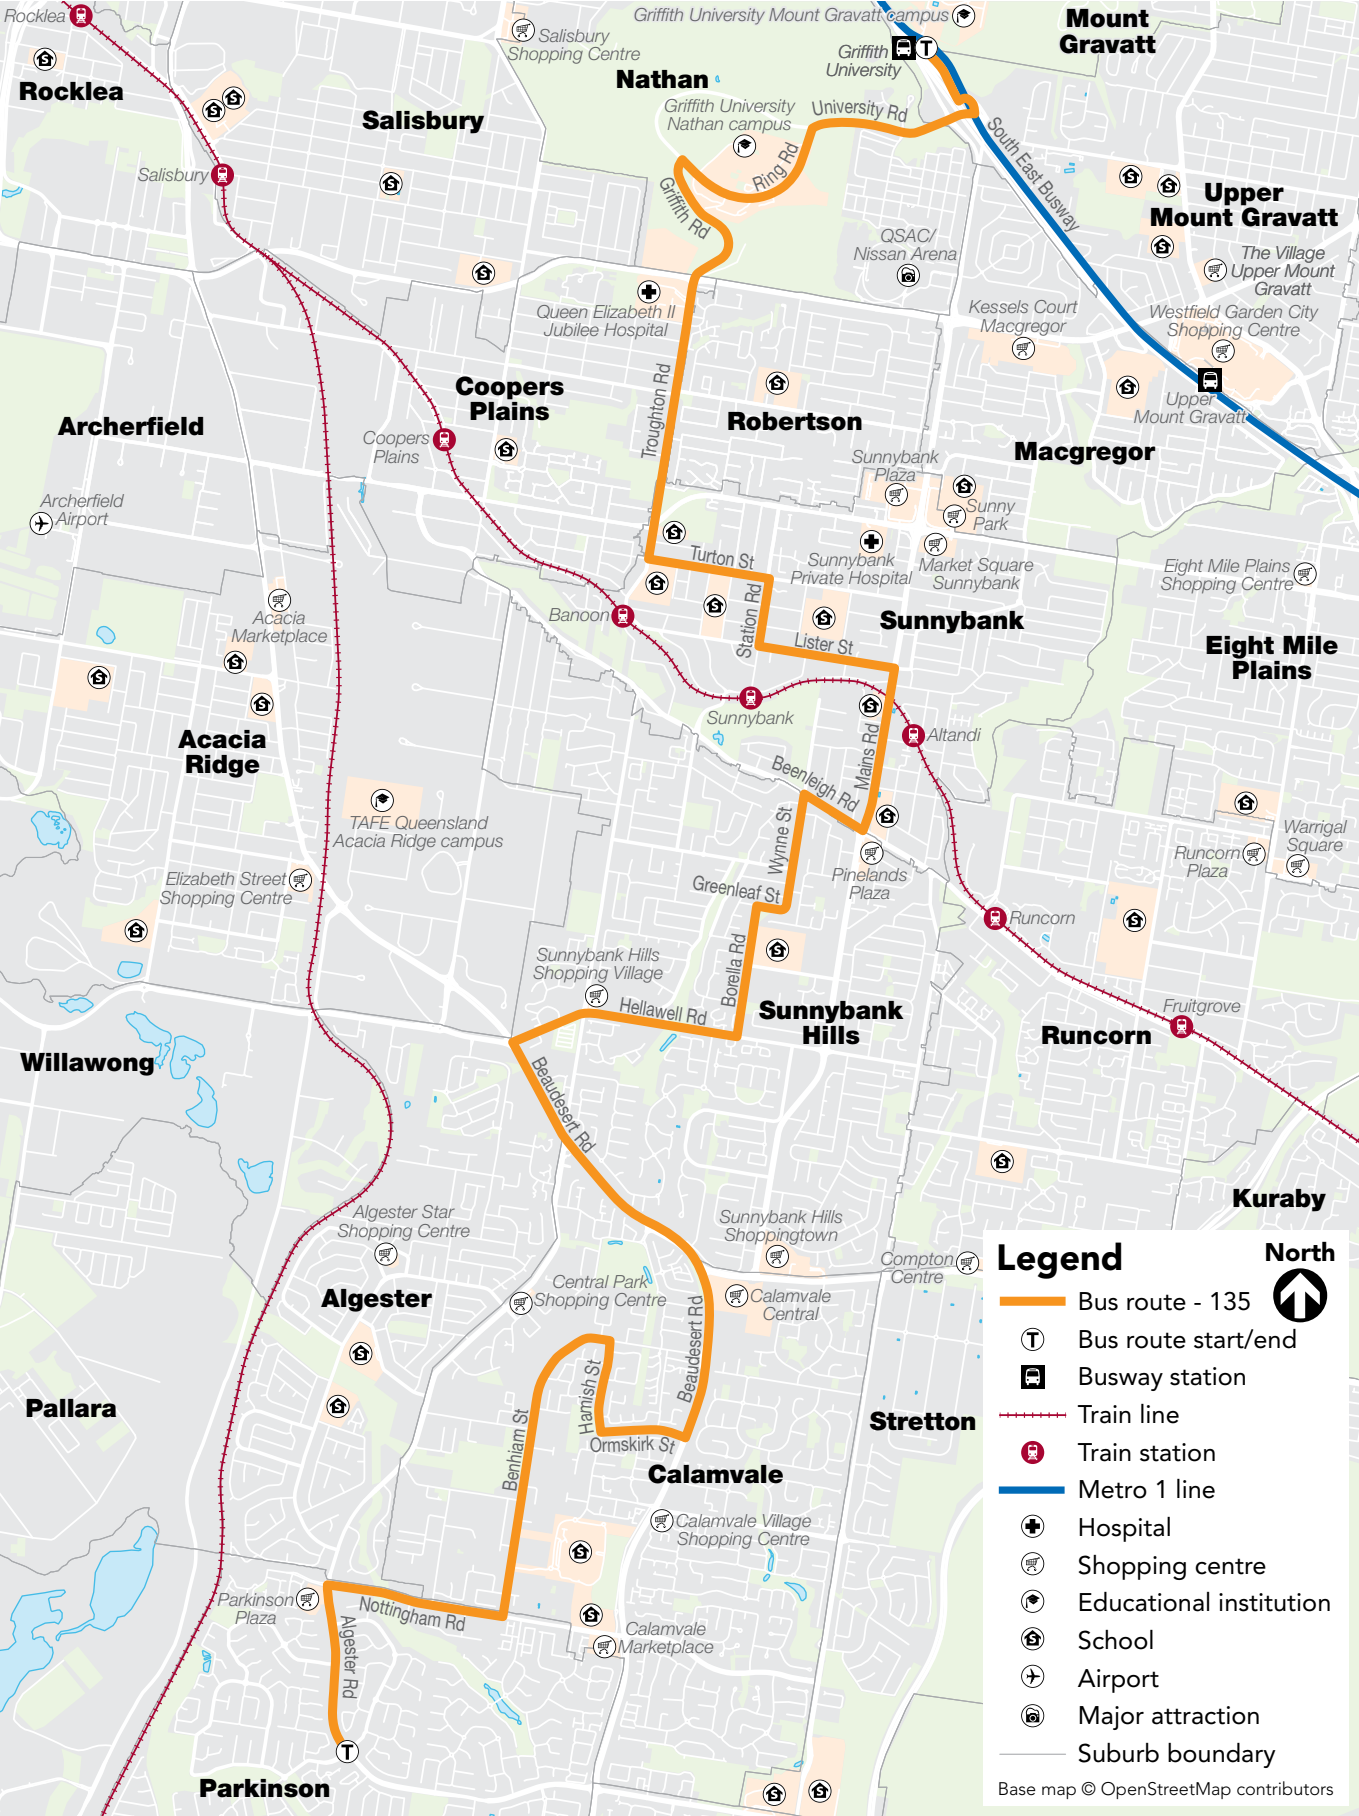 Rocklea
Rocklea
Salisbury
Shopping Centre
Griffith University Mount Gravatt campus
Mount
Gravatt
Griffith
University
T
Nathan
Salisbury
Griffith University
Nathan campus
University Rd
Ring Rd
Griffith Rd
South East Busway
Salisbury
Upper
Mount Gravatt
QSAC/
Nissan Arena
The Village
Upper Mount
Gravatt
Queen Elizabeth II
Jubilee Hospital
Kessels Court
Macgregor
Westfield Garden City
Shopping Centre
Upper
Mount Gravatt
Coopers
Plains
Troughton Rd
Robertson
Archerfield
Coopers
Plains
Macgregor
Sunnybank
Plaza
Sunny
Park
Archerfield
Airport
Turton St
Sunnybank
Private Hospital
Market Square
Sunnybank
Eight Mile Plains
Shopping Centre
Acacia
Marketplace
Banoon
Station Rd
Lister St
Sunnybank
Eight Mile
Plains
Sunnybank
Altandi
Acacia
Ridge
Mains Rd
Beenleigh Rd
TAFE Queensland
Acacia Ridge campus
Wynne St
Pinelands
Plaza
Runcorn
Plaza
Warrigal
Square
Elizabeth Street
Shopping Centre
Greenleaf St
Runcorn
Borella Rd
Sunnybank Hills
Shopping Village
Hellawell Rd
Sunnybank
Hills
Fruitgrove
Runcorn
Willawong
Beaudesert Rd
Kuraby
Algester Star
Shopping Centre
Sunnybank Hills
Shoppingtown
Compton
Centre
Algester
Central Park
Shopping Centre
Calamvale
Central
Beaudesert Rd
Hamish St
Ormskirk St
Benhiam St
Pallara
Stretton
Calamvale
Calamvale Village
Shopping Centre
Parkinson
Plaza
Nottingham Rd
Algester Rd
Calamvale
Marketplace
T
Parkinson
Legend
North
Bus route - 135
T
Bus route start/end
Busway station
Train line
Train station
Metro 1 line
Hospital
Shopping centre
Educational institution
School
Airport
Major attraction
Suburb boundary
Base map © OpenStreetMap contributors